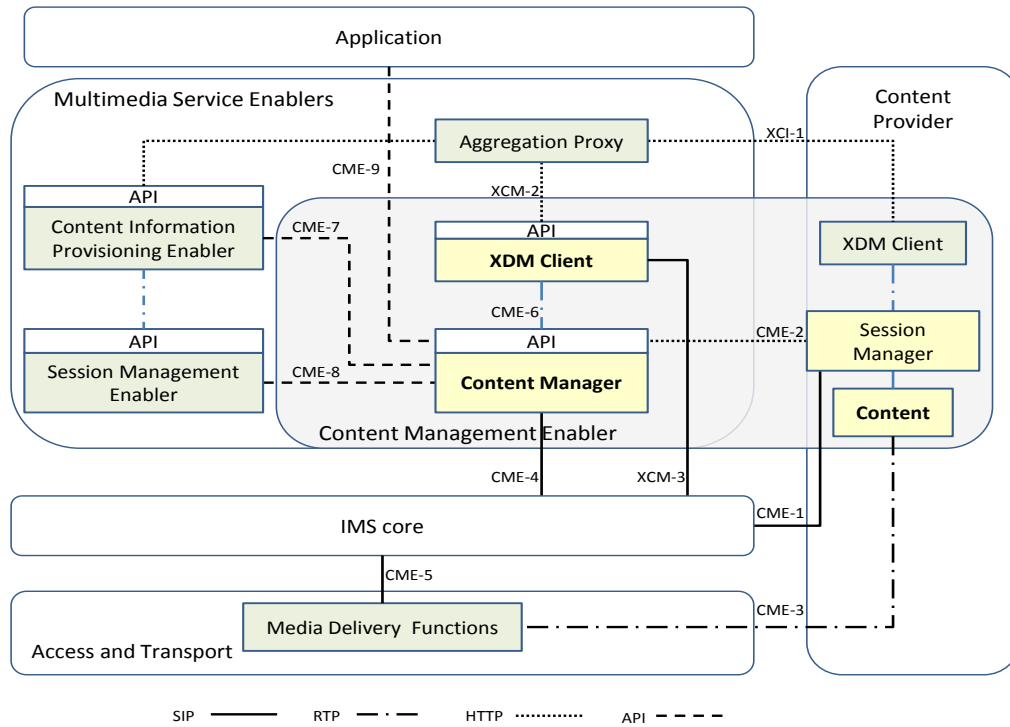 Application
Multimedia Service Enablers
Content
Provider
Aggregation Proxy
XCI-1
CME-9
XCM-2
API
Content Information
Provisioning Enabler
CME-7
API
XDM Client
XDM Client
CME-6
CME-2
API
Session Management
Enabler
CME-8
API
Content Manager
Session
Manager
Content
Content Management Enabler
CME-4
XCM-3
CME-1
IMS core
CME-5
CME-3
Media Delivery Functions
Access and Transport
SIP
RTP
HTTP
API